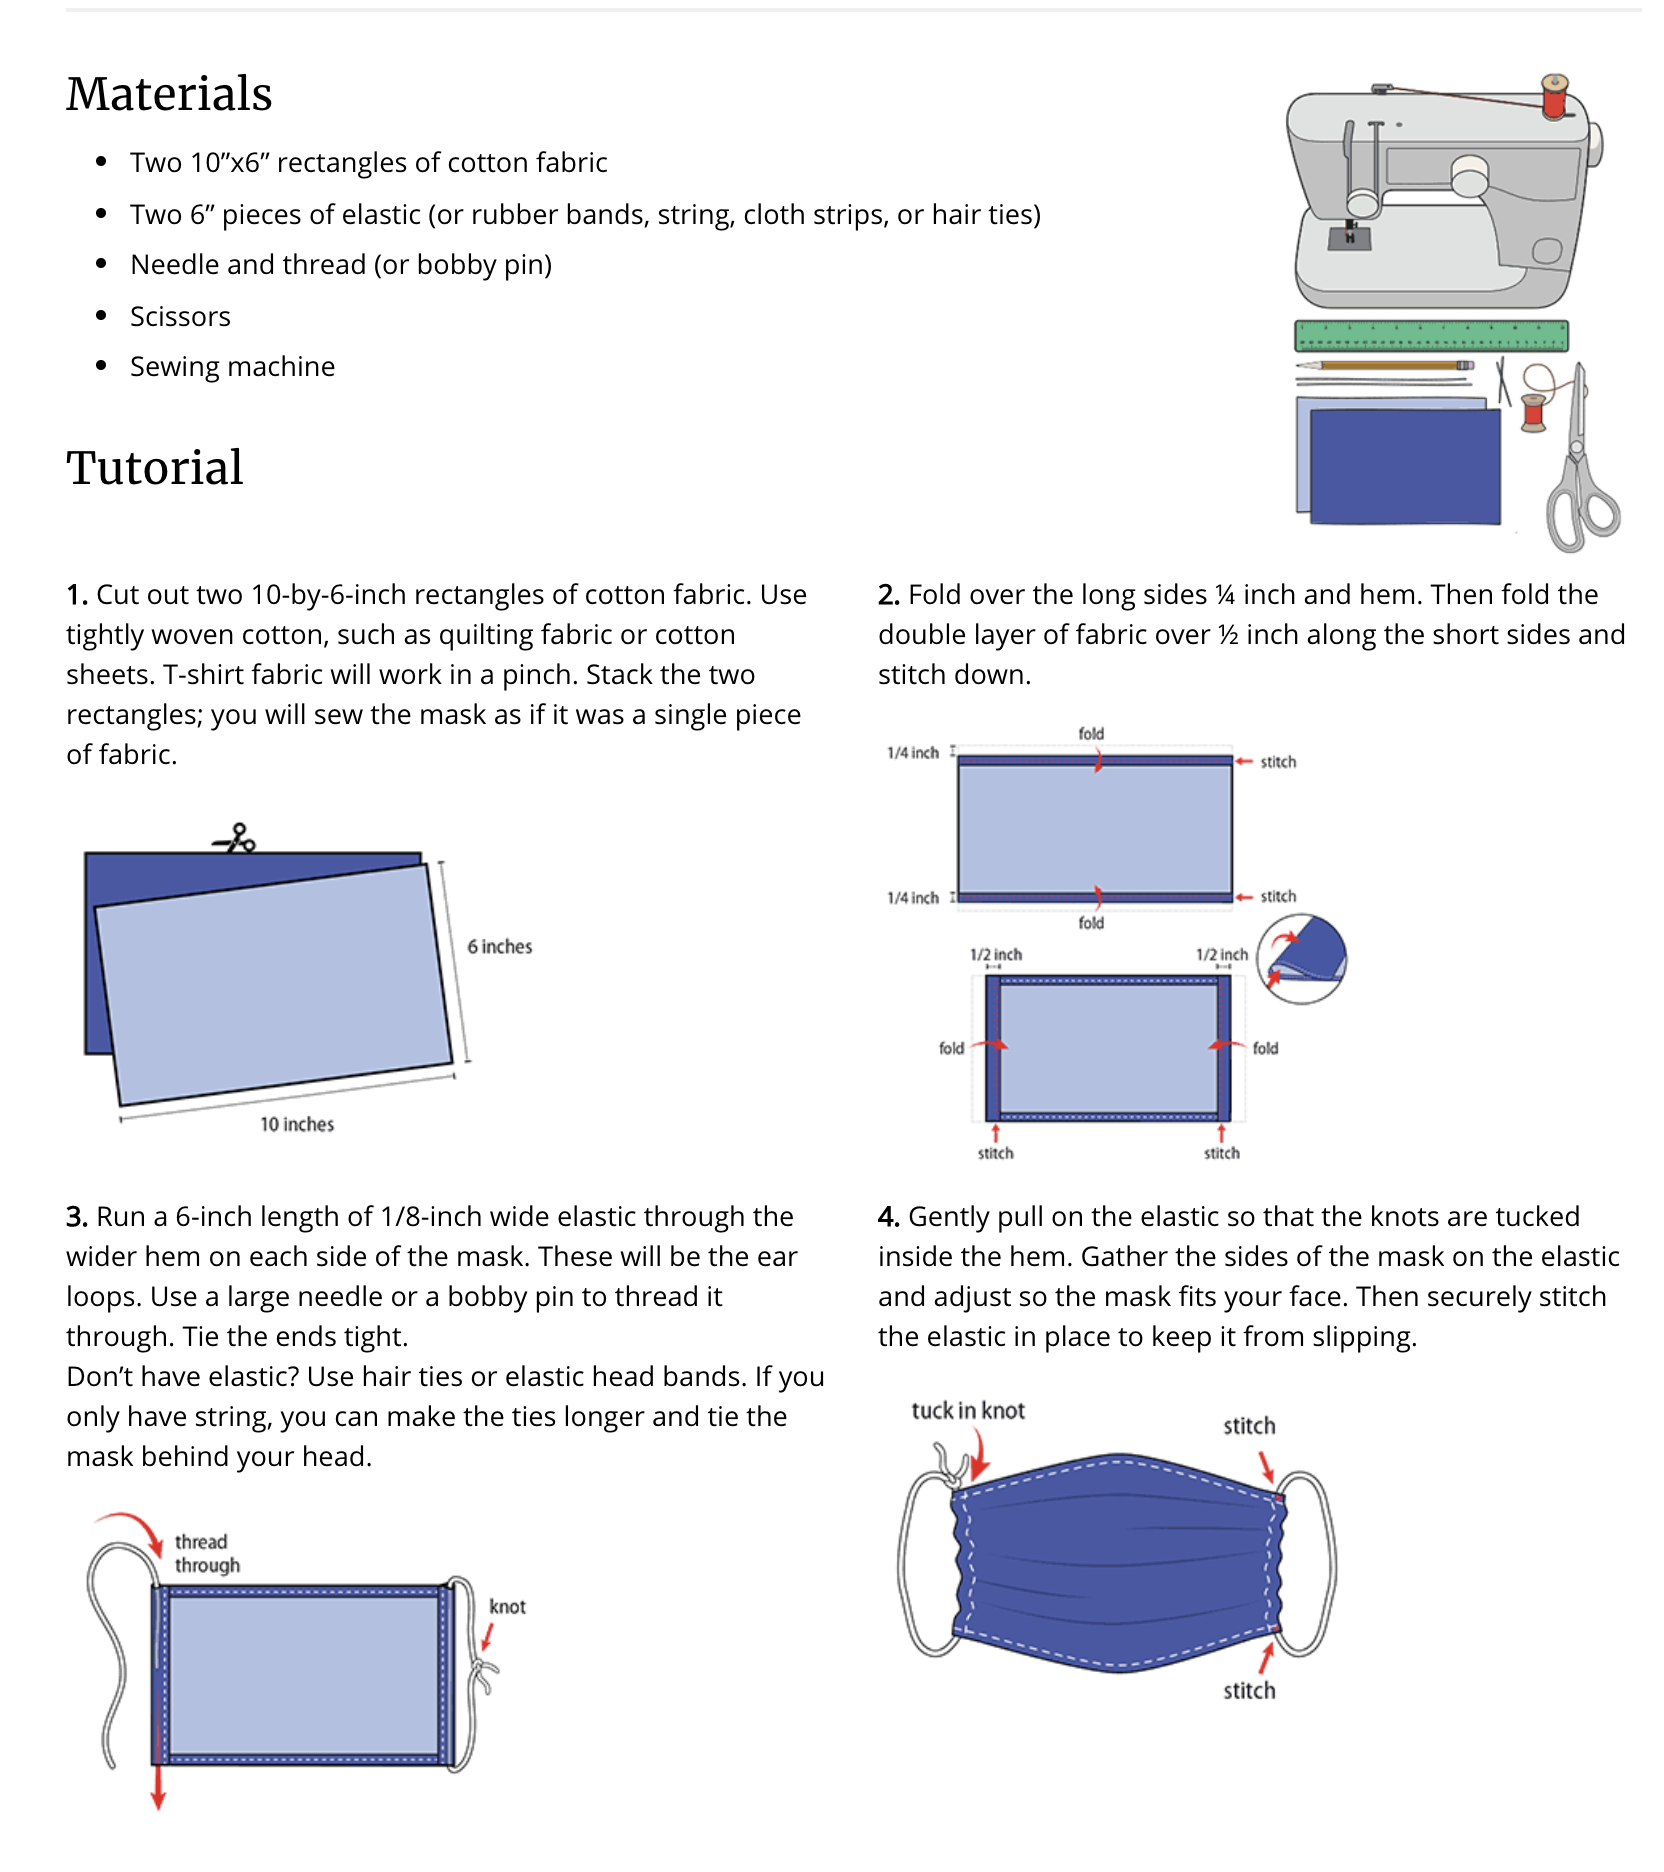 Materials
• Two 10”x6” rectangles of cotton fabric
• Two 6” pieces of elastic (or rubber bands, string, cloth strips, or hair ties)
• Needle and thread (or bobby pin)
• Scissors
• Sewing machine
Tutorial
1. Cut out two 10-by-6-inch rectangles of cotton fabric. Use
tightly woven cotton, such as quilting fabric or cotton
sheets. T-shirt fabric will work in a pinch. Stack the two
rectangles; you will sew the mask as if it was a single piece
of fabric.
6 inches
10 inches
2. Fold over the long sides ¼ inch and hem. Then fold the
double layer of fabric over ½ inch along the short sides and
stitch down.
fold
1/4 inch
stitch
1/4 inch
stitch
fold
1/2 inch
1/2 inch
fold
fold
stitch
stitch
3. Run a 6-inch length of 1/8-inch wide elastic through the
wider hem on each side of the mask. These will be the ear
loops. Use a large needle or a bobby pin to thread it
through. Tie the ends tight.
Don’t have elastic? Use hair ties or elastic head bands. If you
only have string, you can make the ties longer and tie the
mask behind your head.
thread
through
knot
4. Gently pull on the elastic so that the knots are tucked
inside the hem. Gather the sides of the mask on the elastic
and adjust so the mask fits your face. Then securely stitch
the elastic in place to keep it from slipping.
tuck in knot
stitch
stitch